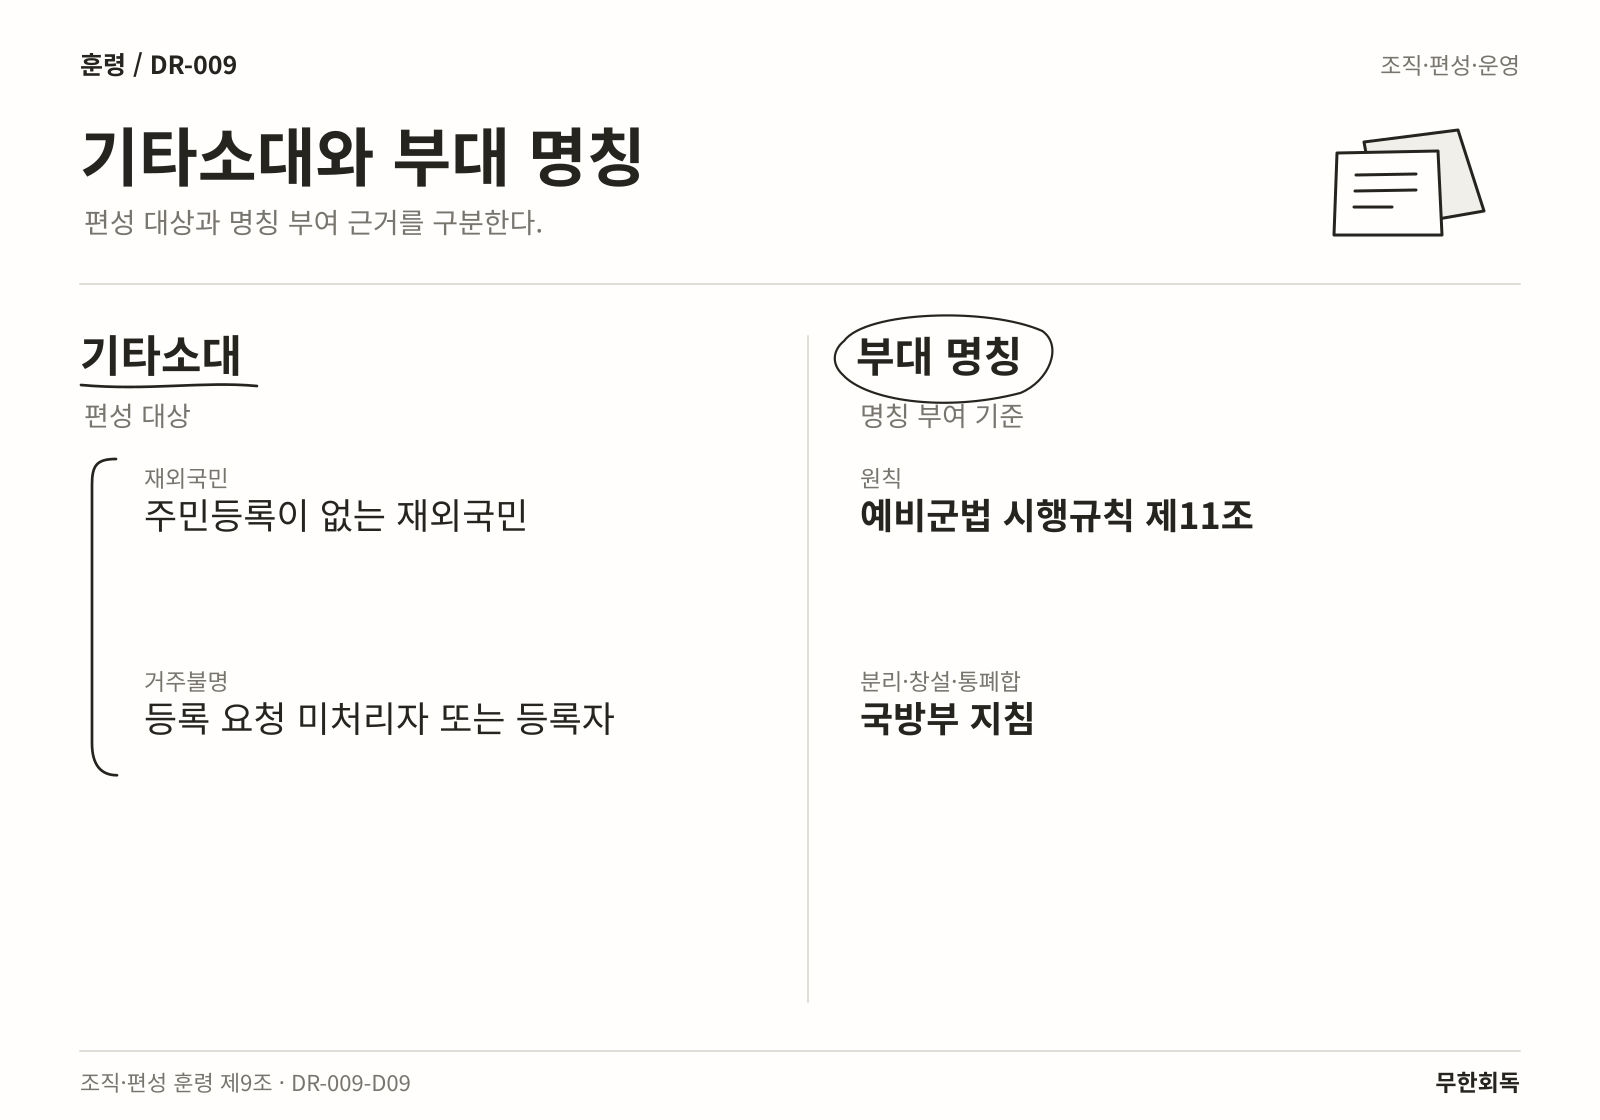 훈령 / DR-009
조직·편성·운영
기타소대와 부대 명칭
편성 대상과 명칭 부여 근거를 구분한다.
기타소대
편성 대상
재외국민
주민등록이 없는 재외국민
거주불명
등록 요청 미처리자 또는 등록자
부대 명칭
명칭 부여 기준
원칙
예비군법 시행규칙 제11조
분리·창설·통폐합
국방부 지침
조직·편성 훈령 제9조 · DR-009-D09
무한회독